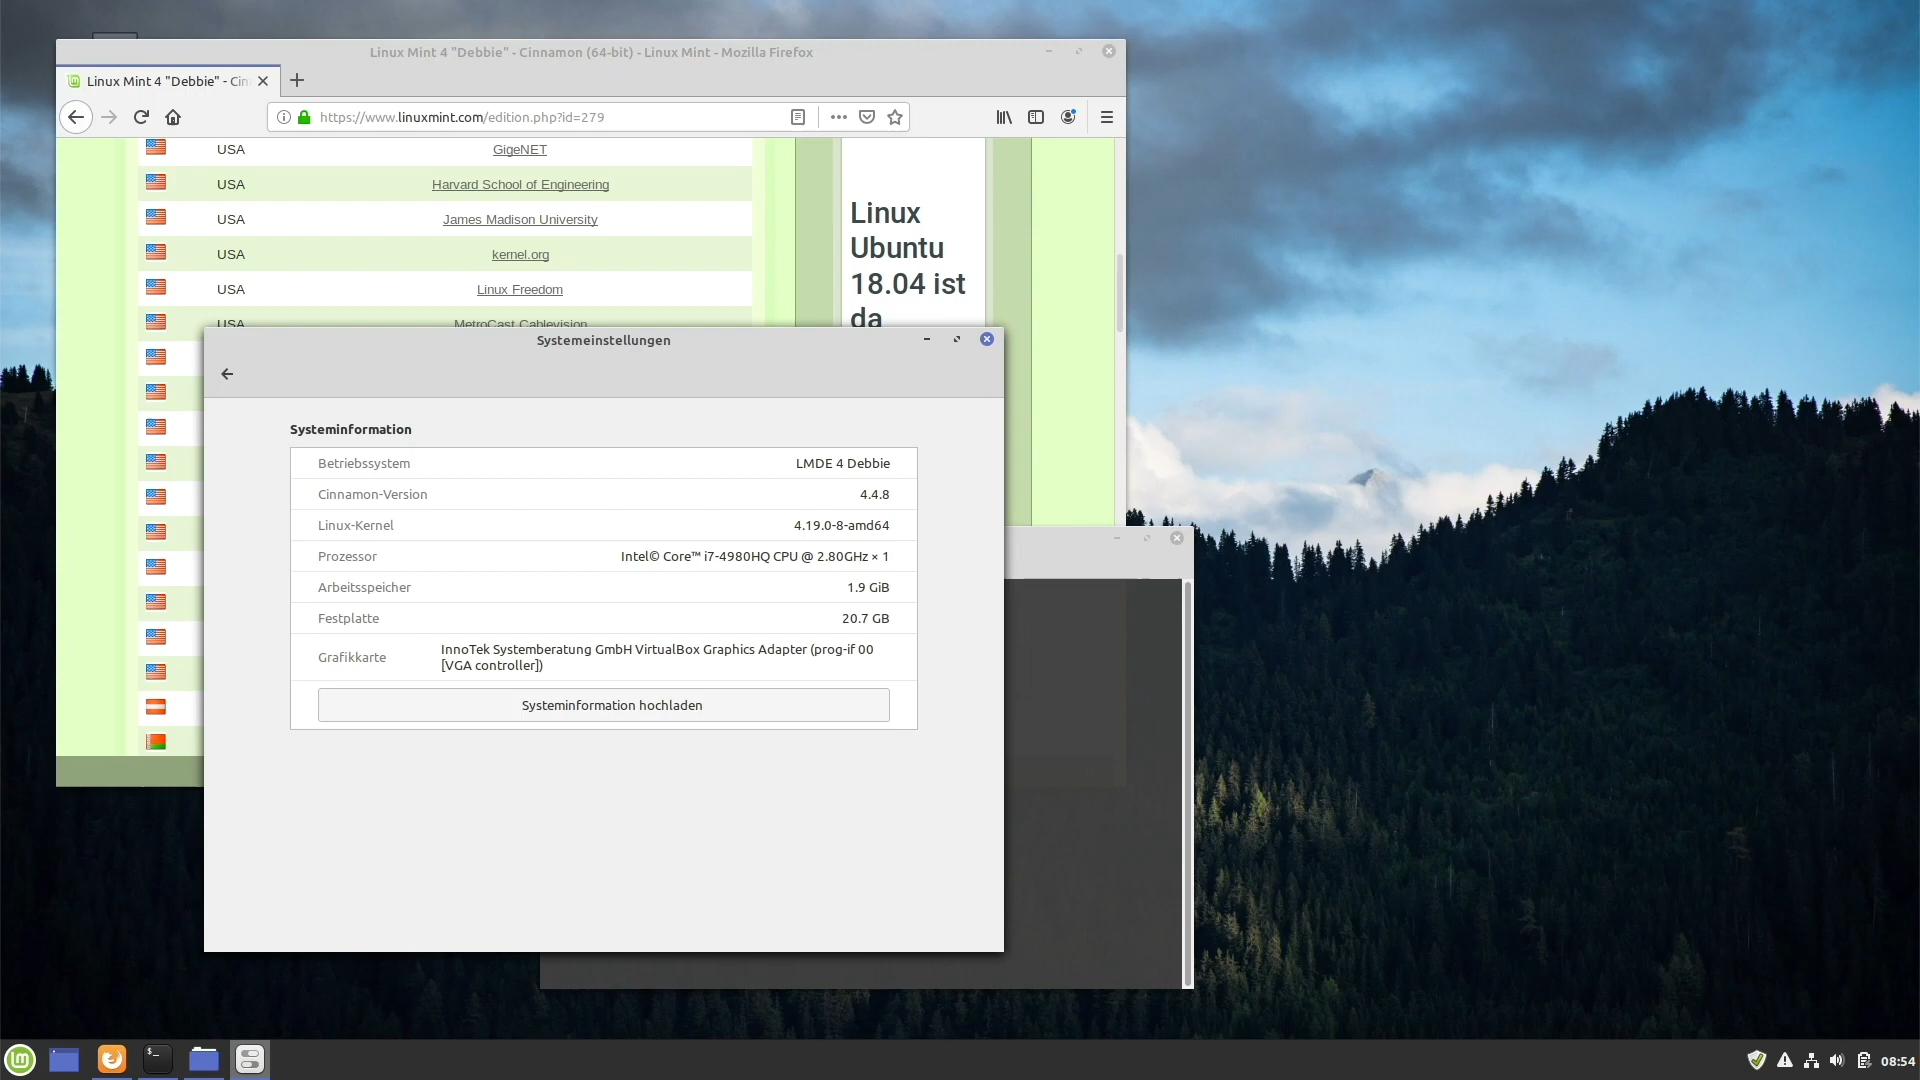 Linux Mint 4 "Debbie" - Cinnamon (64-bit) - Linux Mint - Mozilla Firefox
Linux Mint 4 "Debbie" - Cin
https://www.linuxmint.com/edition.php?id=279
USA GigeNET
USA Harvard School of Engineering
USA James Madison University
USA kernel.org
USA Linux Freedom
USA MetroCast Cablevision
Linux
Ubuntu
18.04 ist
da
Systemeinstellungen
Systeminformation
Betriebssystem LMDE 4 Debbie
Cinnamon-Version 4.4.8
Linux-Kernel 4.19.0-8-amd64
Prozessor Intel© Core™ i7-4980HQ CPU @ 2.80GHz × 1
Arbeitsspeicher 1.9 GiB
Festplatte 20.7 GB
Grafikkarte InnoTek Systemberatung GmbH VirtualBox Graphics Adapter (prog-if 00
[VGA controller])
Systeminformation hochladen
$_
08:54